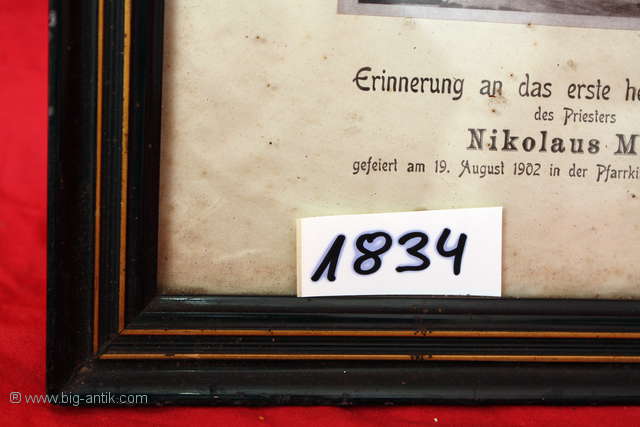 Erinnerung an das erste
des Priesters
Nikolaus
gefeiert am 19. August 1902 in der
1834
® www.big-antik.com